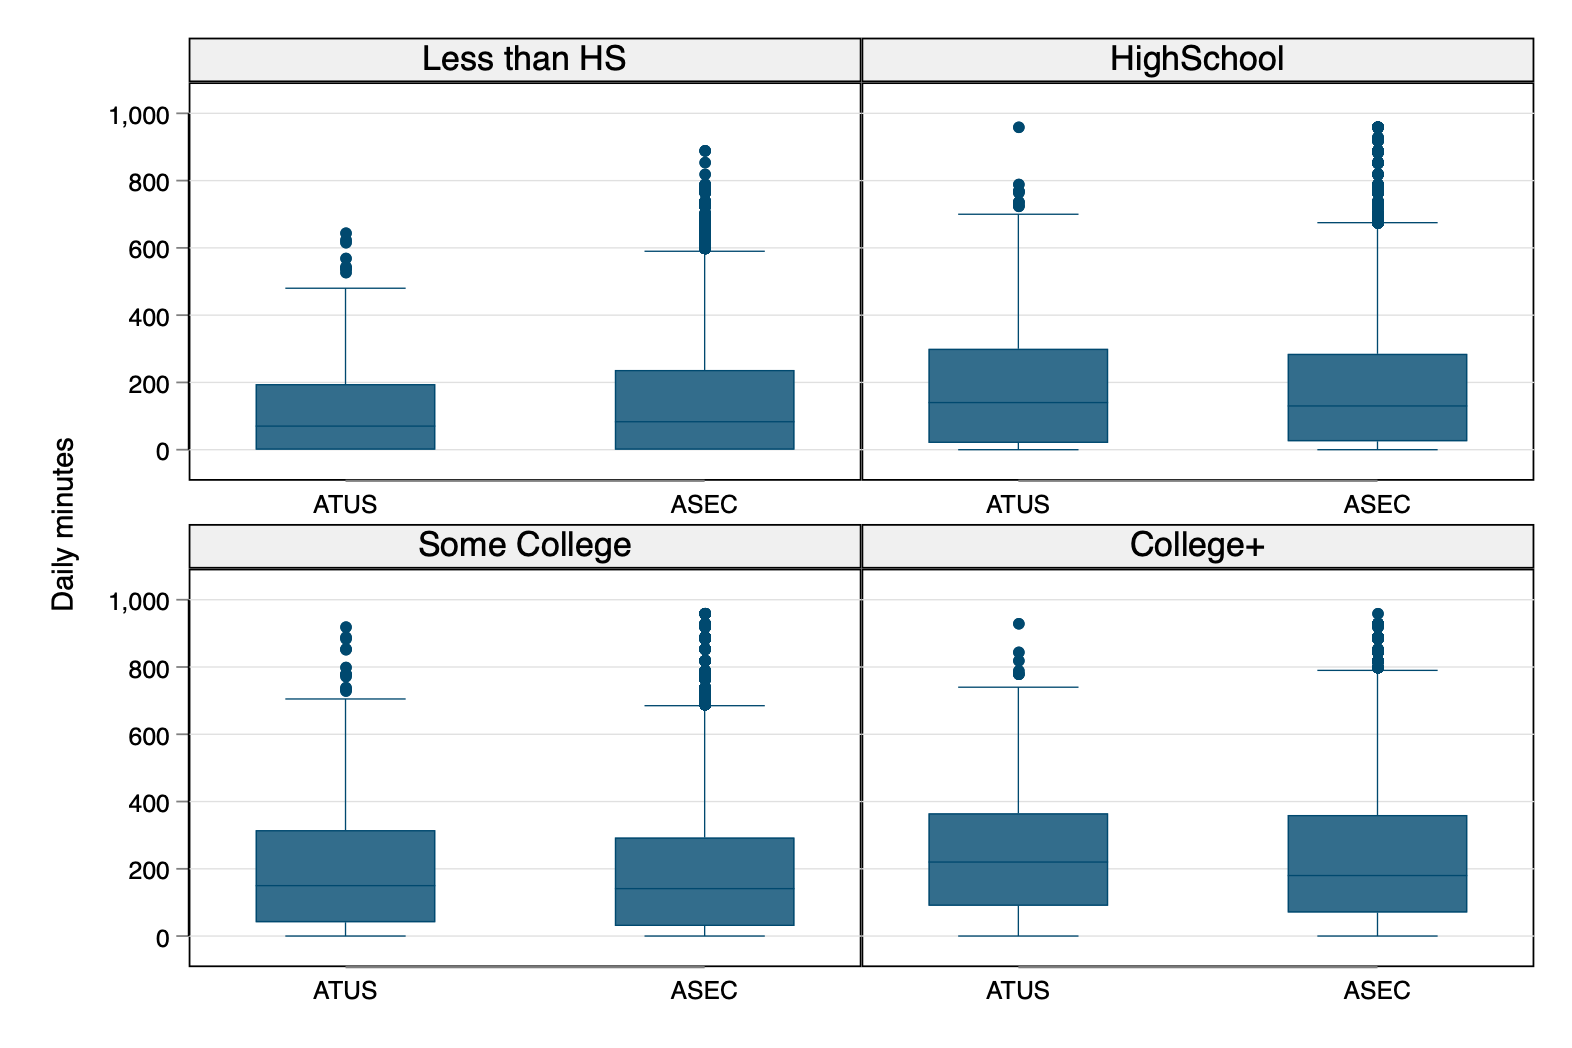 Less than HS
HighSchool
1,000
800
600
400
200
0
ATUS
ASEC
ATUS
ASEC
Daily minutes
Some College
College+
1,000
800
600
400
200
0
ATUS
ASEC
ATUS
ASEC